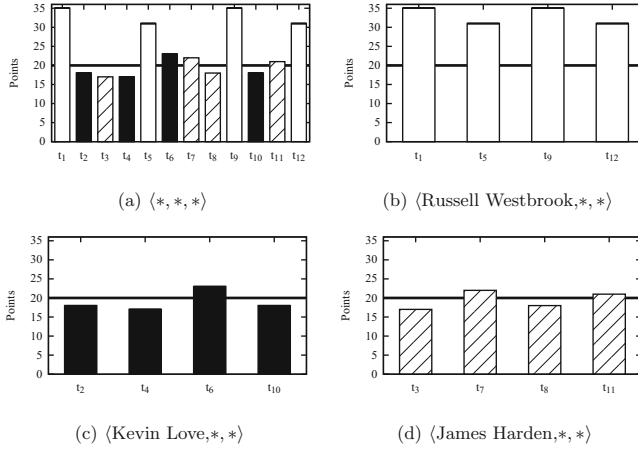 35
30
25
20
15
10
5
0
Points
t1 t2 t3 t4 t5 t6 t7 t8 t9 t10 t11 t12
(a) ⟨∗, ∗, ∗⟩
35
30
25
20
15
10
5
0
Points
t1 t5 t9 t12
(b) ⟨Russell Westbrook,∗, ∗⟩
35
30
25
20
15
10
5
0
Points
t2 t4 t6 t10
(c) ⟨Kevin Love,∗, ∗⟩
35
30
25
20
15
10
5
0
Points
t3 t7 t8 t11
(d) ⟨James Harden,∗, ∗⟩